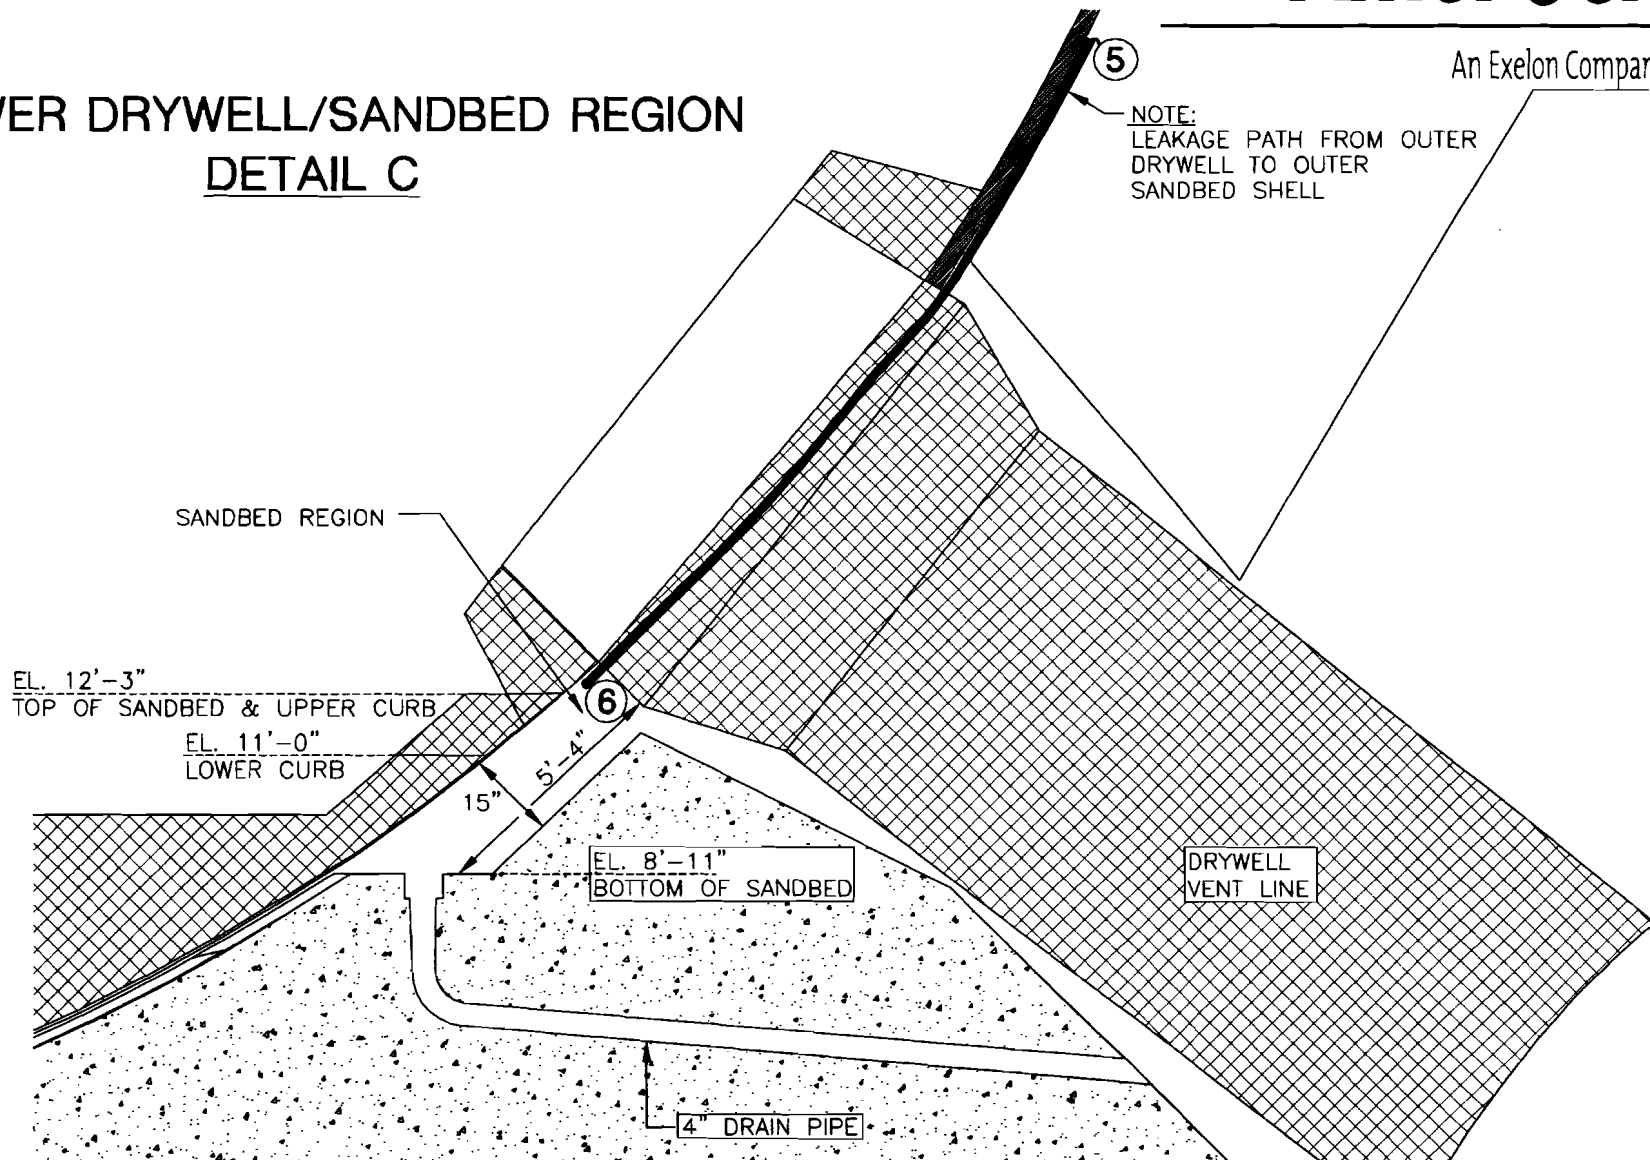 An Exelon Compan
DRYWELL/SANDBED REGION
DETAIL C
5
NOTE:
LEAKAGE PATH FROM OUTER
DRYWELL TO OUTER
SANDBED SHELL
SANDBED REGION
EL. 12'-3"
TOP OF SANDBED & UPPER CURB
6
EL. 11'-0"
LOWER CURB
5'-4"
15"
EL. 8'-11"
BOTTOM OF SANDBED
DRYWELL
VENT LINE
4" DRAIN PIPE